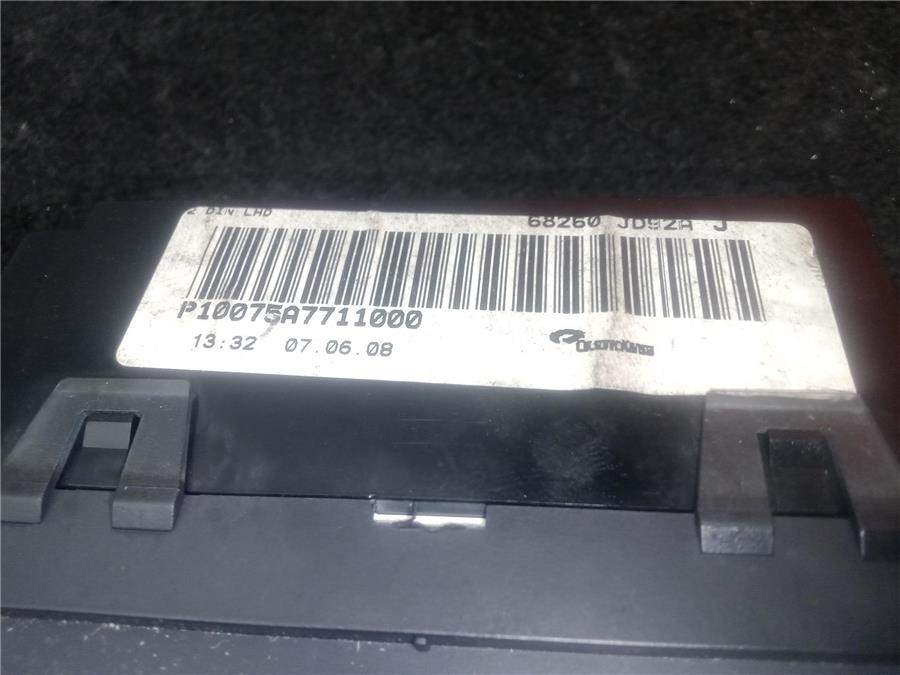 2 DIN LHD
68260 JD92A J
P10075A7711000
13:32 07.06.08